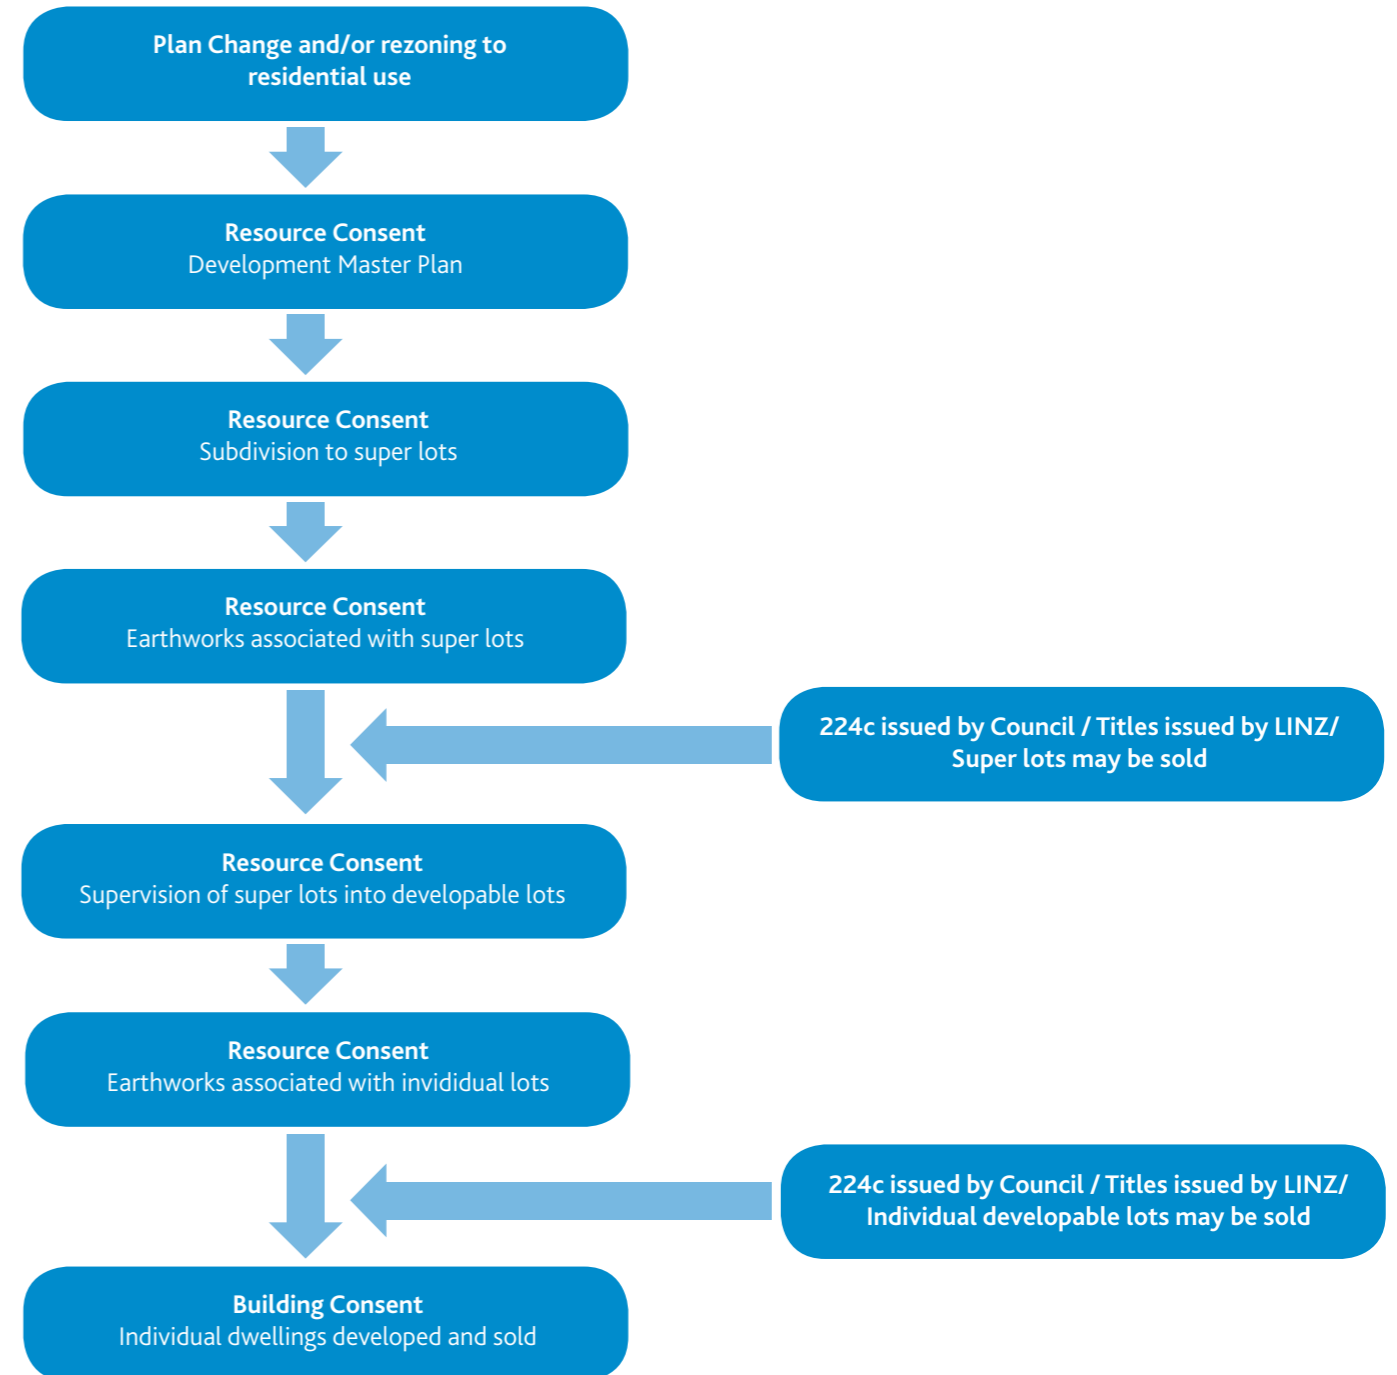 Plan Change and/or rezoning to
residential use
Resource Consent
Development Master Plan
Resource Consent
Subdivision to super lots
Resource Consent
Earthworks associated with super lots
224c issued by Council / Titles issued by LINZ/
Super lots may be sold
Resource Consent
Supervision of super lots into developable lots
Resource Consent
Earthworks associated with invididual lots
224c issued by Council / Titles issued by LINZ/
Individual developable lots may be sold
Building Consent
Individual dwellings developed and sold